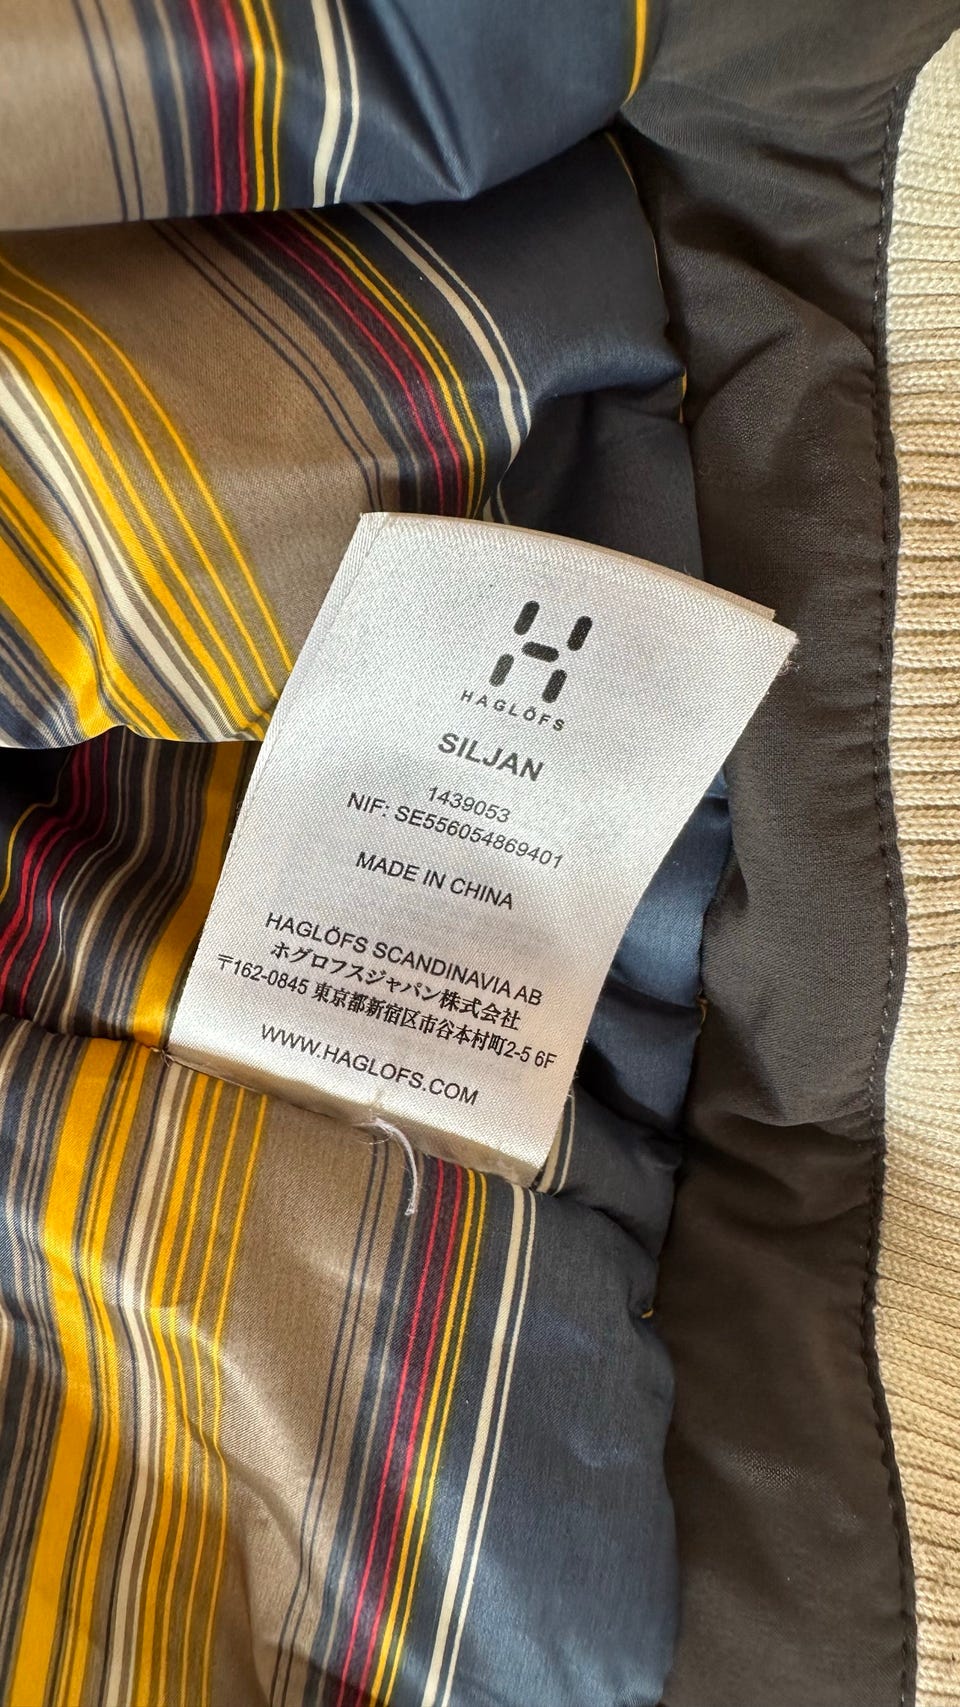 HAGLÖFS
SILJAN
1439053
NIF: SE556054869401
MADE IN CHINA
HAGLÖFS SCANDINAVIA AB
ホグロフスジャパン株式会社
〒162-0845 東京都新宿区市谷本村町2-5 6F
WWW.HAGLOFS.COM